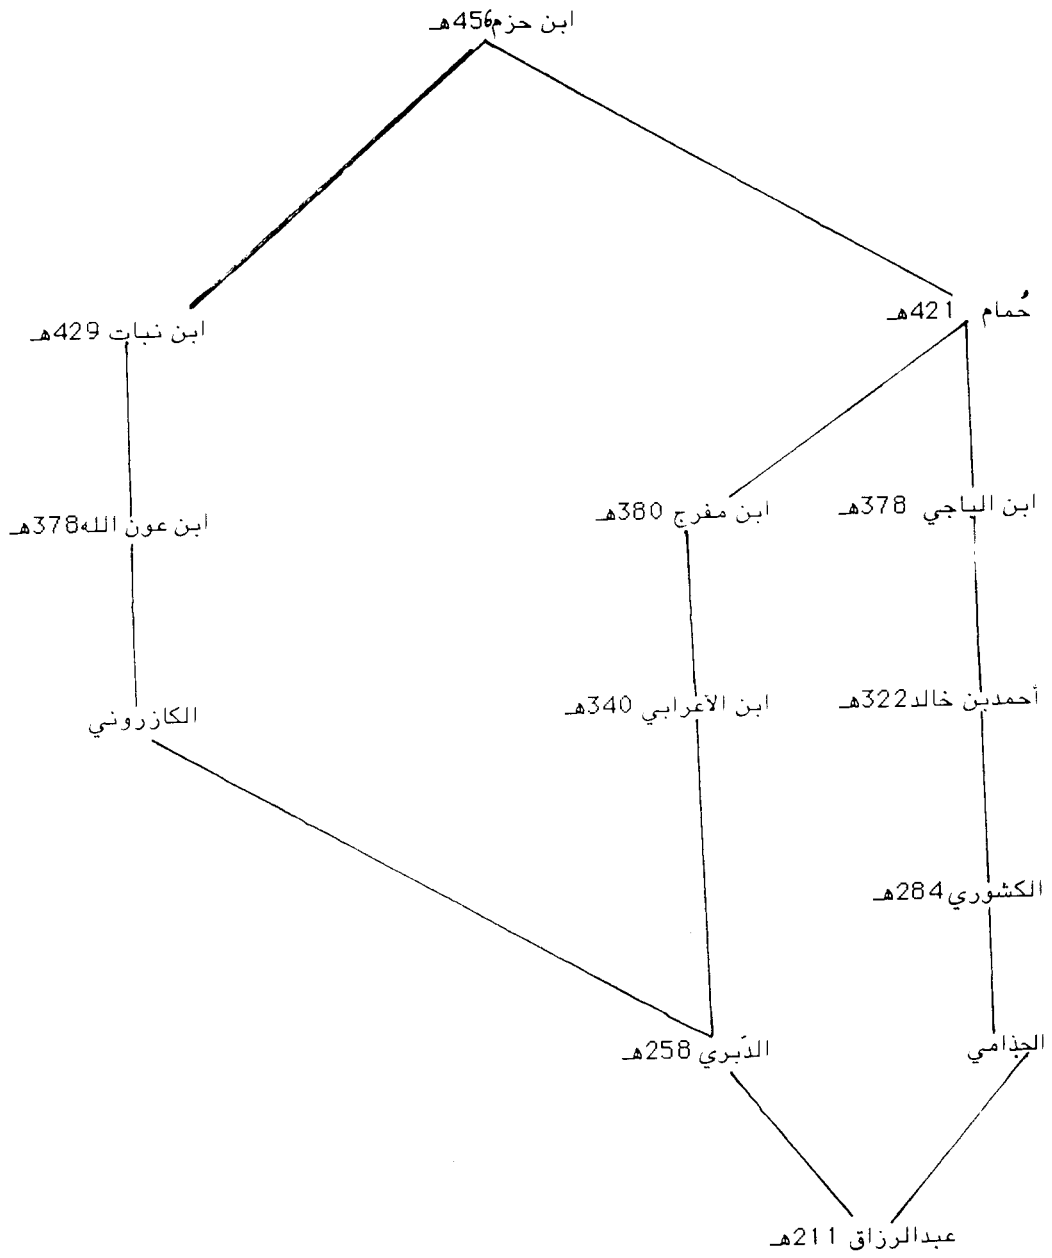 ابن حزم456هـ
حُمام 421هـ
ابن نبات 429هـ
ابن الباجي 378هـ
ابن مفرج 380هـ
ابن عون الله378هـ
أحمدبن خالد322هـ
ابن الأعرابي 340هـ
الكازروني
الكشوري284هـ
الجذامي
الدَبري 258هـ
عبدالرزاق 211هـ